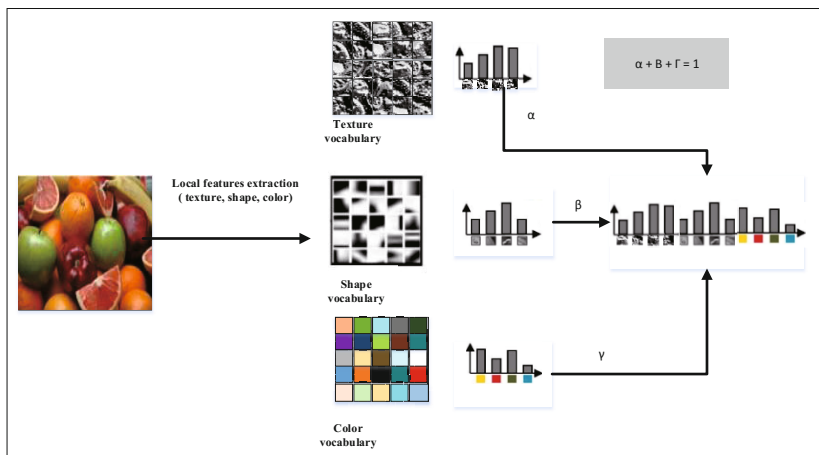 Texture
vocabulary
α
α + Β + Γ = 1
Local features extraction
( texture, shape, color)
β
Shape
vocabulary
γ
Color
vocabulary